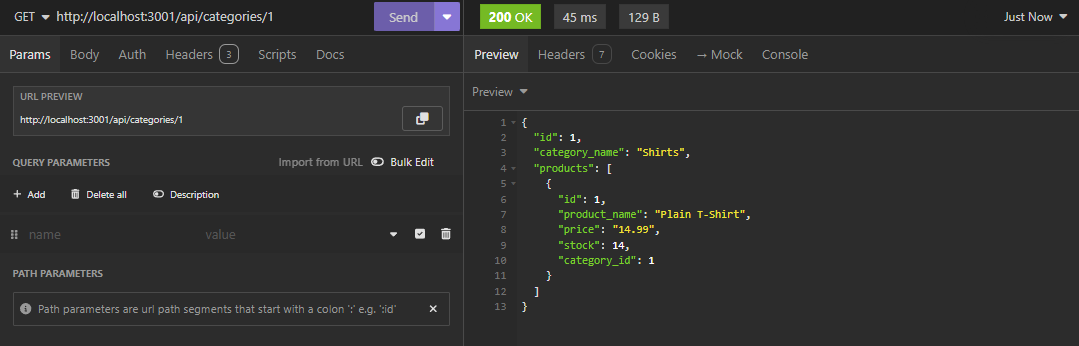 GET http://localhost:3001/api/categories/1 Send
Params Body Auth Headers 3 Scripts Docs
URL PREVIEW
http://localhost:3001/api/categories/1
QUERY PARAMETERS Import from URL Bulk Edit
+ Add Delete all Description
name value
PATH PARAMETERS
Path parameters are url path segments that start with a colon ':' e.g. ':id'
200 OK 45 ms 129 B Just Now
Preview Headers 7 Cookies → Mock Console
Preview
1 {
2 "id": 1,
3 "category_name": "Shirts",
4 "products": [
5 {
6 "id": 1,
7 "product_name": "Plain T-Shirt",
8 "price": "14.99",
9 "stock": 14,
10 "category_id": 1
11 }
12 ]
13 }